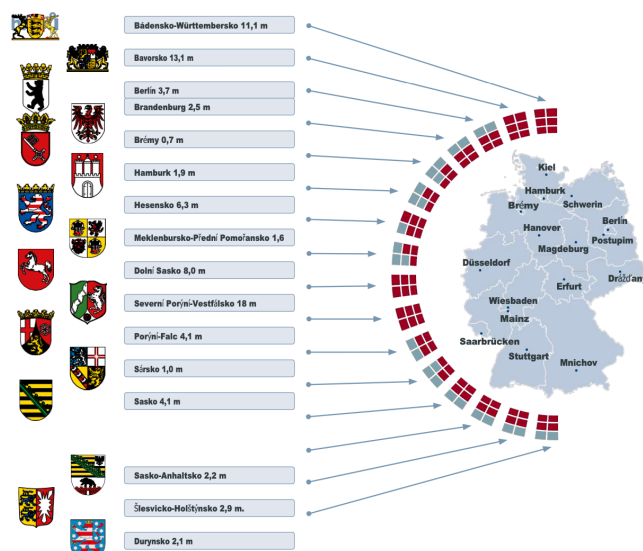 Bádensko-Württembersko 11,1 m
Bavorsko 13,1 m
Berlín 3,7 m
Brandenburg 2,5 m
Brémy 0,7 m
Hamburk 1,9 m
Hesensko 6,3 m
Meklenbursko-Přední Pomořansko 1,6
Dolní Sasko 8,0 m
Severní Porýní-Vestfálsko 18 m
Porýní-Falc 4,1 m
Sársko 1,0 m
Sasko 4,1 m
Sasko-Anhaltsko 2,2 m
Šlesvicko-Holštýnsko 2,9 m.
Durynsko 2,1 m
Kiel
Hamburk
Schwerin
Brémy
Berlín
Hanover
Postupim
Magdeburg
Düsseldorf
Drážďany
Erfurt
Wiesbaden
Mainz
Saarbrücken
Stuttgart
Mnichov